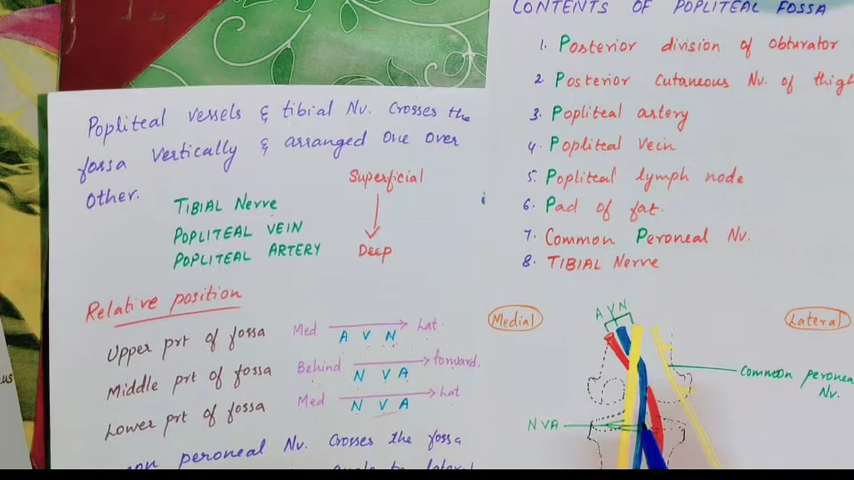 Popliteal vessels & tibial Nv. Crosses the
fossa vertically & arranged One over
other.
Superficial
TIBIAL Nerve
POPLITEAL VEIN
POPLITEAL ARTERY
Deep
Relative position
Upper prt of fossa Med Lat.
A V N
Middle prt of fossa Behind forward.
N V A
Lower prt of fossa Med Lat
N V A
peroneal Nv. Crosses the fossa
CONTENTS OF POPLITEAL FOSSA
1. Posterior division of obturator
2 Posterior Cutaneous Nv. of thigh
3. Popliteal artery
4. Popliteal vein
5. Popliteal lymph node
6. Pad of fat.
7. Common Peroneal Nv.
8. TIBIAL Nerve
A V N
Medial
Lateral
Common peronea
Nv.
N V A